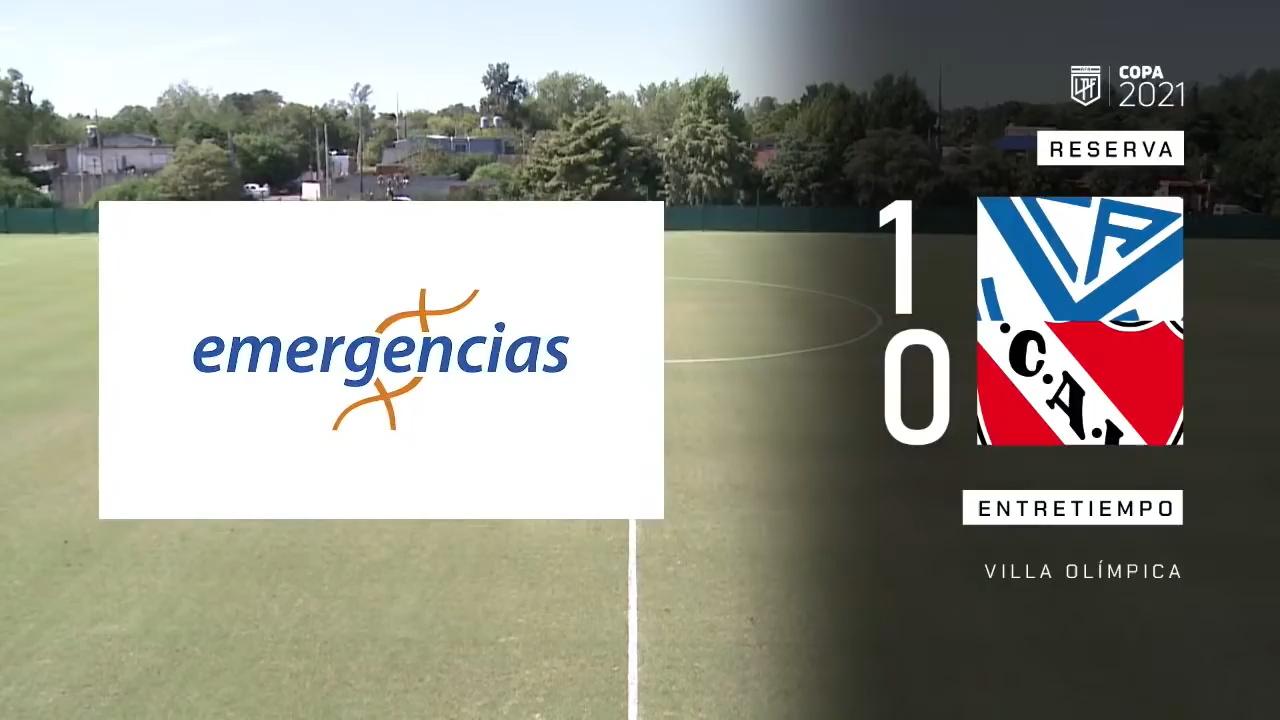 COPA
2021
RESERVA
emergencias
1
0
C.A.I
ENTRETIEMPO
VILLA OLÍMPICA